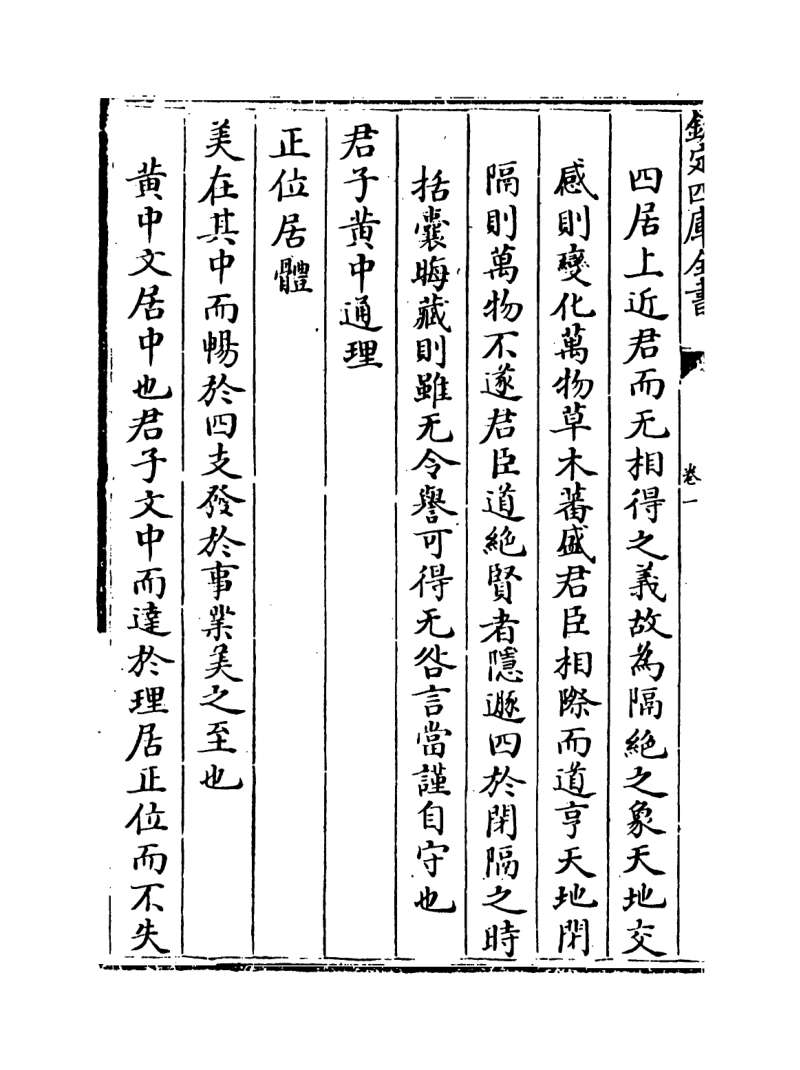 欽定四庫全書
卷一
四居上近君而无相得之義故為隔絶之象天地交
感則變化萬物草木蕃盛君臣相際而道亨天地閉
隔則萬物不遂君臣道絶賢者隱遯四於閉隔之時
括囊晦藏則雖无令譽可得无咎言當謹自守也
君子黄中通理
正位居體
美在其中而暢於四支發於事業美之至也
黄中文居中也君子文中而達於理居正位而不失